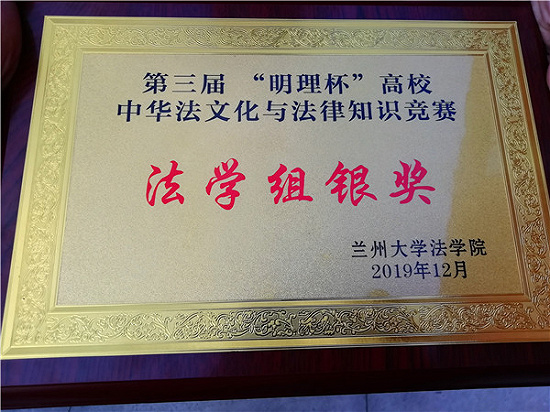 第三届 “明理杯”高校
中华法文化与法律知识竞赛
法学组银奖
兰州大学法学院
2019年12月